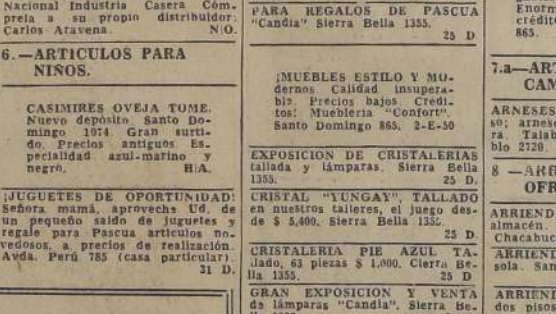 Nacional Industria Casera Com-
prela a su propio distribuidor:
Carlos Aravena. N|O.
6.—ARTICULOS PARA
NIÑOS.
CASIMIRES OVEJA TOME.
Nuevo depósito Santo Do-
mingo 1074. Gran surti-
do. Precios antiguos Es-
pecialidad azul-marino y
negro. H|A.
¡JUGUETES DE OPORTUNIDAD!
Señora mamá, aproveche Ud. de
un pequeño saldo de juguetes y
regale para Pascua artículos no-
vedosos, a precios de realización.
Avda. Perú 785 (casa particular)
31 D.
PARA REGALOS DE PASCUA
"Candia" Sierra Bella 1355.
25 D
¡MUEBLES ESTILO Y MO-
dernos Calidad insupera-
ble. Precios bajos. Crédi-
tos! Mueblería "Confort".
Santo Domingo 865. 2-E-50
EXPOSICION DE CRISTALERIAS
tallada y lámparas. Sierra Bella
1355. 25 D.
CRISTAL "YUNGAY", TALLADO
en nuestros talleres, el juego des-
de $ 5,400. Sierra Bella 1355.
25 D
CRISTALERIA PIE AZUL TA-
llado, 63 piezas $ 1,000. Cierra Be-
lla 1355. 25 D
GRAN EXPOSICION Y VENTA
de lámparas "Candia". Sierra Be-
Enorm
crédito
865.
7.a—ART
CAM
ARNESES
so; arnese
ra. Talab
blo 2720.
8 —ARR
OFR
ARRIEND
almacén.
Chacabuc
ARRIEND
sola. San
ARRIEND
dos pisos